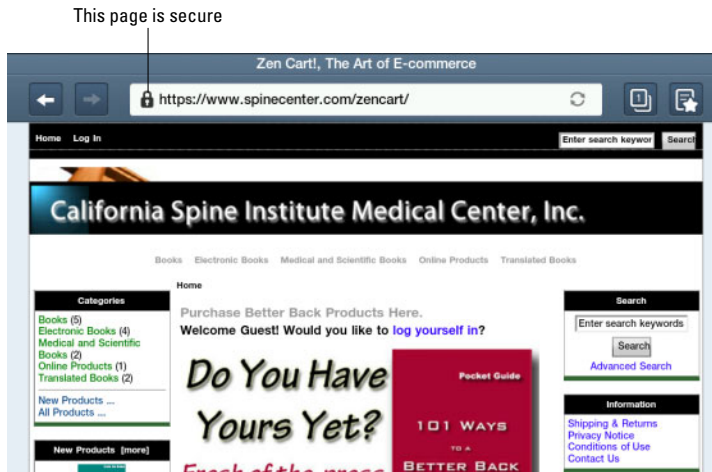 This page is secure
Zen Cart!, The Art of E-commerce
https://www.spinecenter.com/zencart/
1
Home Log In
Enter search keywor Search
California Spine Institute Medical Center, Inc.
Books Electronic Books Medical and Scientific Books Online Products Translated Books
Home
Categories
Books (5)
Electronic Books (4)
Medical and Scientific
Books (2)
Online Products (1)
Translated Books (2)
New Products ...
All Products ...
New Products [more]
Purchase Better Back Products Here.
Welcome Guest! Would you like to log yourself in?
Do You Have
Yours Yet?
Fresh of the press
Pocket Guide
101 WAYS
TO A
BETTER BACK
Search
Enter search keywords
Search
Advanced Search
Information
Shipping & Returns
Privacy Notice
Conditions of Use
Contact Us